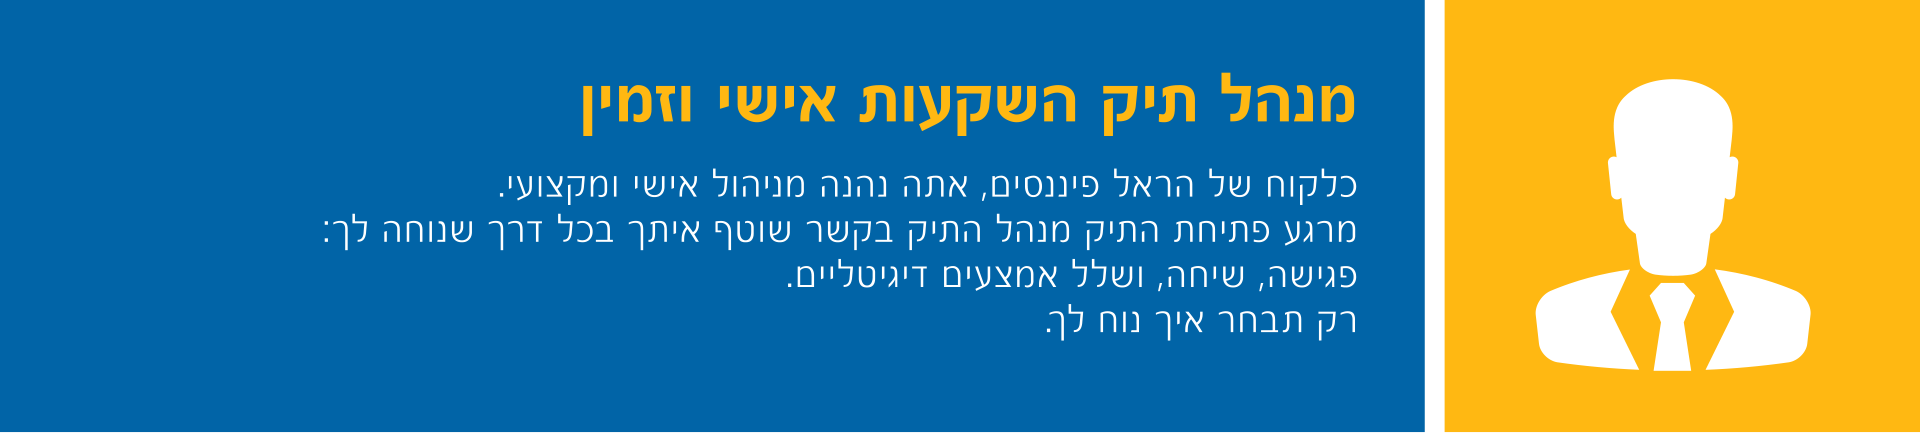 מנהל תיק השקעות אישי וזמין
כלקוח של הראל פיננסים, אתה נהנה מניהול אישי ומקצועי.
מרגע פתיחת התיק מנהל התיק בקשר שוטף איתך בכל דרך שנוחה לך:
פגישה, שיחה, ושלל אמצעים דיגיטליים.
רק תבחר איך נוח לך.